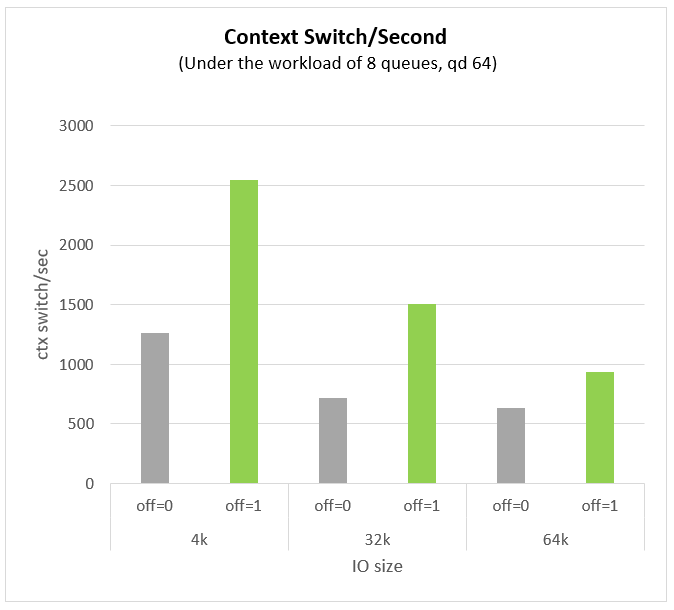 Context Switch/Second
(Under the workload of 8 queues, qd 64)
3000
2500
2000
1500
1000
500
0
ctx switch/sec
off=0 off=1 off=0 off=1 off=0 off=1
4k 32k 64k
IO size